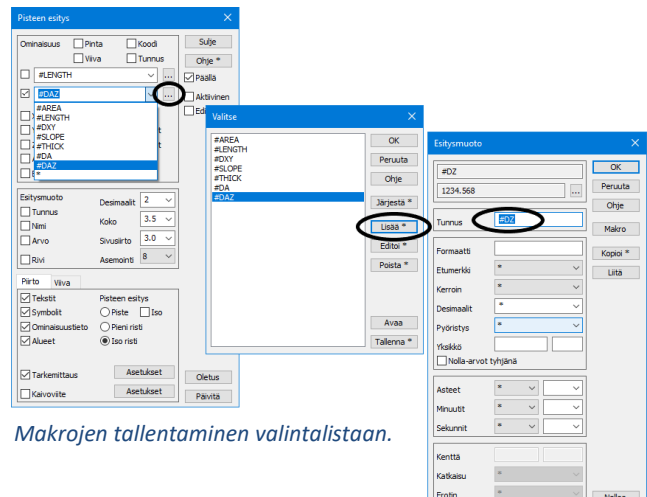 Pisteen esitys
Ominaisuus Pinta Koodi
Viiva Tunnus
#LENGTH ...
#DAZ ...
#AREA
#LENGTH
#DXY
#SLOPE
#THICK
#DA
#DAZ
*
Sulje
Ohje *
Päällä
Aktiivinen
Edi
Esitysmuoto
Tunnus
Nimi
Arvo
Rivi
Desimaalit 2
Koko 3.5
Sivusiirto 3.0
Asemointi 8
Piirto Viiva
Tekstit Pisteen esitys
Symbolit Piste Iso
Ominaisuustieto Pieni risti
Alueet Iso risti
Tarkemittaus Asetukset
Kaivoviite Asetukset
Oletus
Päivitä
Valitse
#AREA
#LENGTH
#DXY
#SLOPE
#THICK
#DA
#DAZ
OK
Peruuta
Ohje
Järjestä *
Lisää *
Editoi *
Poista *
Avaa
Tallenna *
Esitysmuoto
#DZ
1234.568 ...
Tunnus #DZ
Formaatti
Etumerkki *
Kerroin *
Desimaalit *
Pyöristys *
Yksikkö
Nolla-arvot tyhjänä
Asteet *
Minuutit *
Sekunnit *
Kenttä
Katkaisu *
Erotin *
OK
Peruuta
Ohje
Makro
Kopioi *
Liitä
Nollaa
Makrojen tallentaminen valintalistaan.